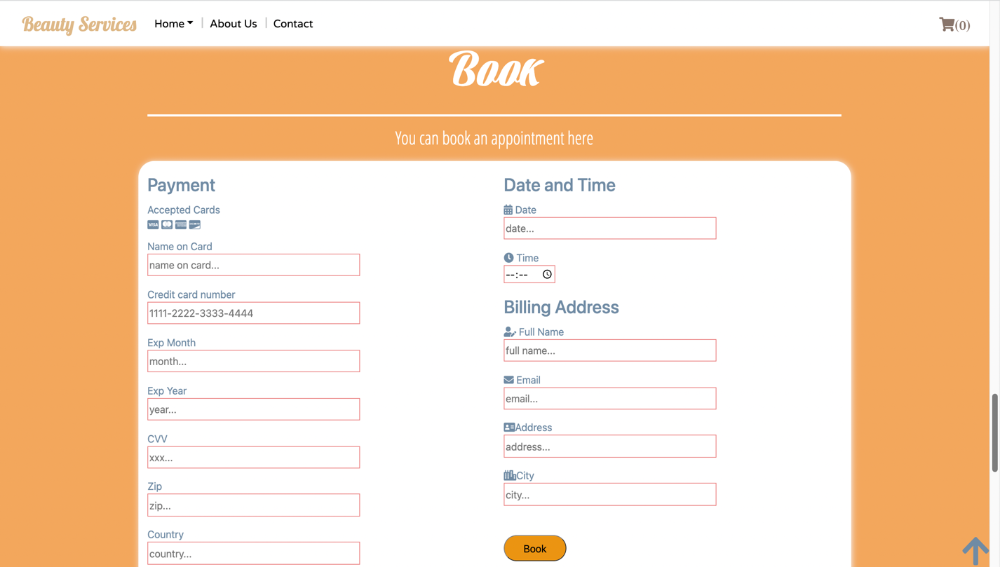 Beauty Services Home About Us Contact (0)
Book
You can book an appointment here
Payment
Accepted Cards
VISA
Name on Card
name on card...
Credit card number
1111-2222-3333-4444
Exp Month
month...
Exp Year
year...
CVV
xxx...
Zip
zip...
Country
country...
Date and Time
Date
date...
Time
--:--
Billing Address
Full Name
full name...
Email
email...
Address
address...
City
city...
Book